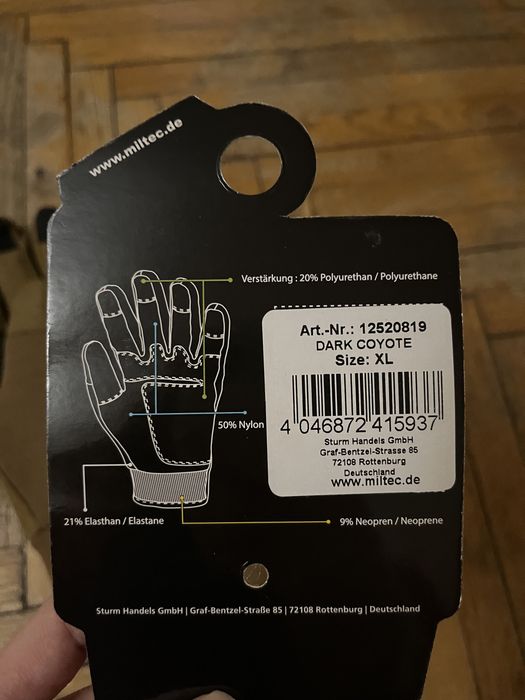 www.miltec.de
Verstärkung : 20% Polyurethan / Polyurethane
Art.-Nr.: 12520819
DARK COYOTE
Size: XL
4 046872 415937
Sturm Handels GmbH
Graf-Bentzel-Strasse 85
72108 Rottenburg
Deutschland
www.miltec.de
50% Nylon
21% Elasthan / Elastane
9% Neopren / Neoprene
Sturm Handels GmbH | Graf-Bentzel-Straße 85 | 72108 Rottenburg | Deutschland